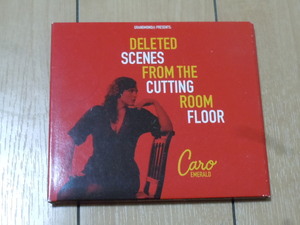 GRANDMONO® PRESENTS:
DELETED
SCENES
FROM THE
CUTTING
ROOM
FLOOR
Caro
EMERALD